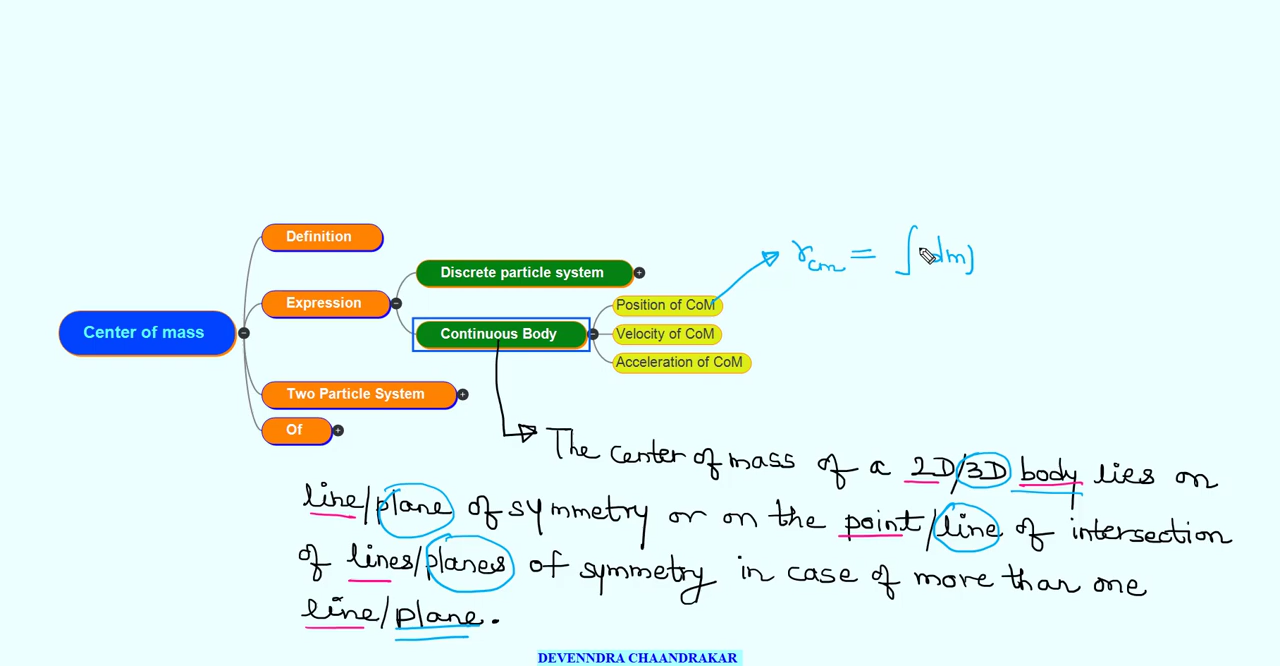 Definition
Discrete particle system
r_cm = ∫ dm)
Expression
Position of CoM
Center of mass
Continuous Body
Velocity of CoM
Acceleration of CoM
Two Particle System
Of
The center of mass of a 2D/3D body lies on
line/plane of symmetry or on the point/line of intersection
of lines/planes of symmetry in case of more than one
line/plane.
DEVENNDRA CHAANDRAKAR